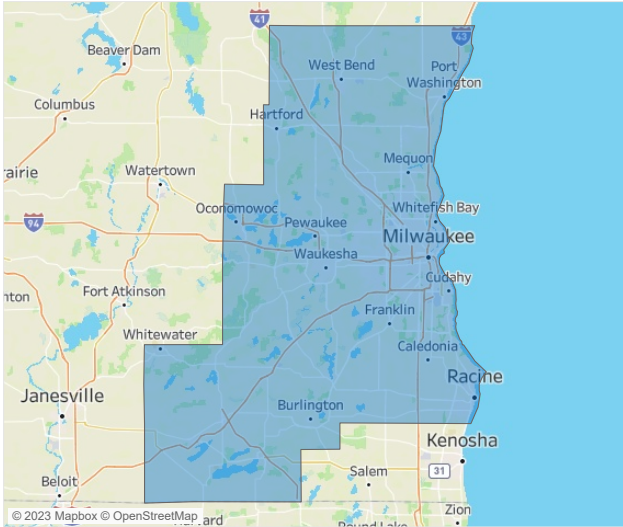 41
43
Beaver Dam
West Bend
Port
Washington
Columbus
Hartford
Mequon
rairie
Watertown
Oconomowoc
Whitefish Bay
94
Pewaukee
Milwaukee
Waukesha
Cudahy
nton
Fort Atkinson
Franklin
Whitewater
Caledonia
Janesville
Racine
Burlington
Kenosha
31
Salem
Beloit
© 2023 Mapbox © OpenStreetMap
Zion